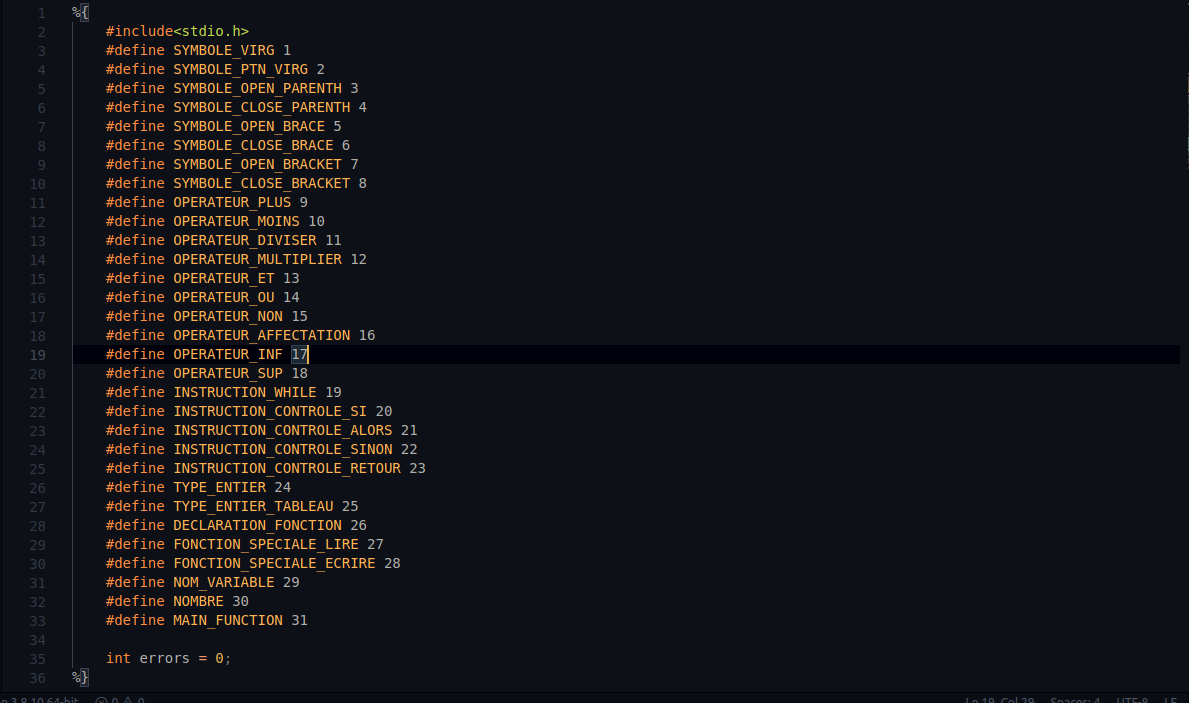 1 %{
2 #include<stdio.h>
3 #define SYMBOLE_VIRG 1
4 #define SYMBOLE_PTN_VIRG 2
5 #define SYMBOLE_OPEN_PARENTH 3
6 #define SYMBOLE_CLOSE_PARENTH 4
7 #define SYMBOLE_OPEN_BRACE 5
8 #define SYMBOLE_CLOSE_BRACE 6
9 #define SYMBOLE_OPEN_BRACKET 7
10 #define SYMBOLE_CLOSE_BRACKET 8
11 #define OPERATEUR_PLUS 9
12 #define OPERATEUR_MOINS 10
13 #define OPERATEUR_DIVISER 11
14 #define OPERATEUR_MULTIPLIER 12
15 #define OPERATEUR_ET 13
16 #define OPERATEUR_OU 14
17 #define OPERATEUR_NON 15
18 #define OPERATEUR_AFFECTATION 16
19 #define OPERATEUR_INF 17
20 #define OPERATEUR_SUP 18
21 #define INSTRUCTION_WHILE 19
22 #define INSTRUCTION_CONTROLE_SI 20
23 #define INSTRUCTION_CONTROLE_ALORS 21
24 #define INSTRUCTION_CONTROLE_SINON 22
25 #define INSTRUCTION_CONTROLE_RETOUR 23
26 #define TYPE_ENTIER 24
27 #define TYPE_ENTIER_TABLEAU 25
28 #define DECLARATION_FONCTION 26
29 #define FONCTION_SPECIALE_LIRE 27
30 #define FONCTION_SPECIALE_ECRIRE 28
31 #define NOM_VARIABLE 29
32 #define NOMBRE 30
33 #define MAIN_FUNCTION 31
34
35 int errors = 0;
36 %}
3.8.10 64-bit 0 0 Ln 19, Col 29 Spaces: 4 UTF-8 LF